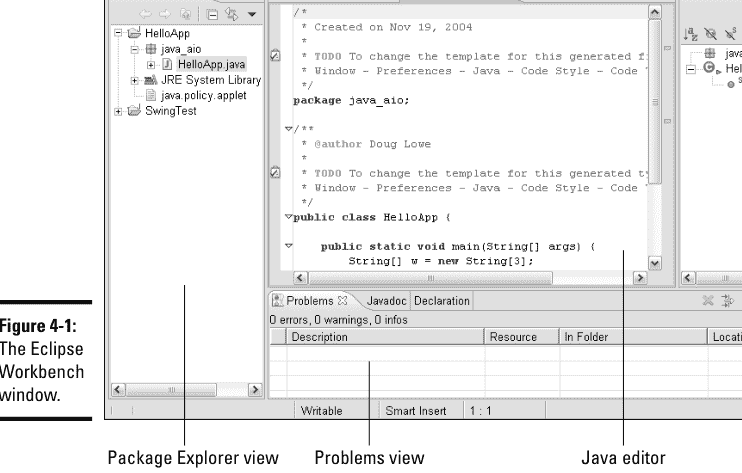 HelloApp
java_aio
HelloApp.java
JRE System Library
java.policy.applet
SwingTest
/*
* Created on Nov 19, 2004
*
* TODO To change the template for this generated
* Window - Preferences - Java - Code Style - Code
*/
package java_aio;
/**
* @author Doug Lowe
*
* TODO To change the template for this generated
* Window - Preferences - Java - Code Style - Code
*/
public class HelloApp {
public static void main(String[] args) {
String[] w = new String[3];
java
Hel
Problems Javadoc Declaration
0 errors, 0 warnings, 0 infos
Description Resource In Folder Locati
Writable Smart Insert 1 : 1
Figure 4-1:
The Eclipse
Workbench
window.
Package Explorer view Problems view Java editor